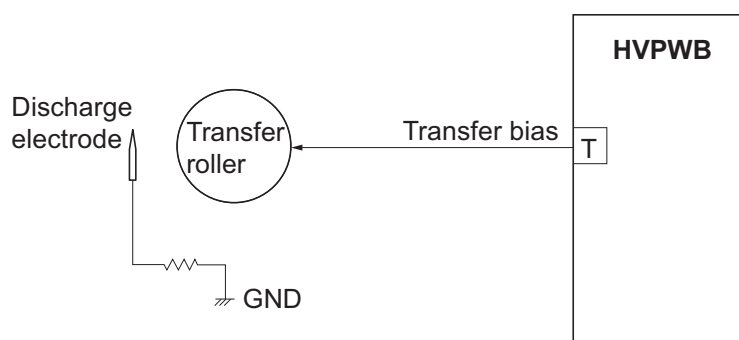 HVPWB
Discharge
electrode
Transfer
roller
Transfer bias
T
GND